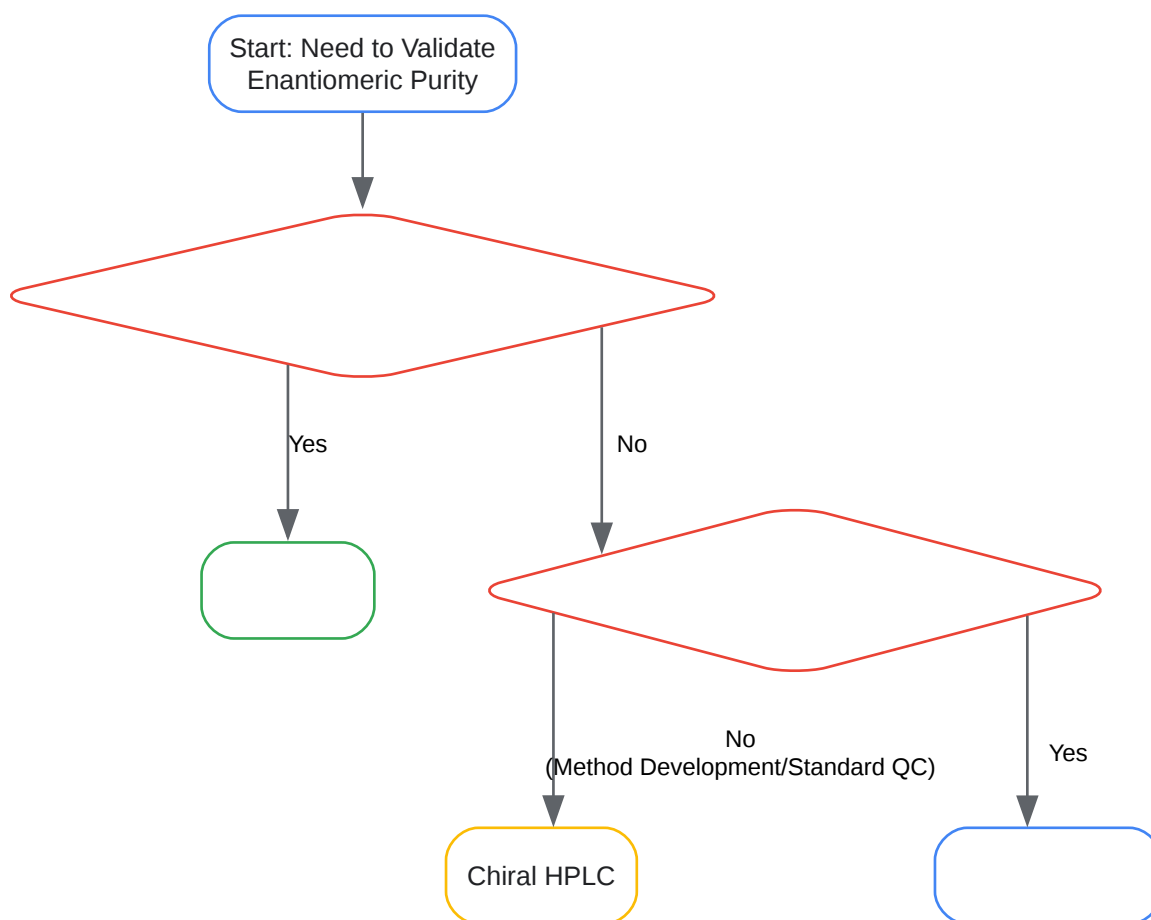 Start: Need to Validate
Enantiomeric Purity
Yes
No
No
(Method Development/Standard QC)
Yes
Chiral HPLC